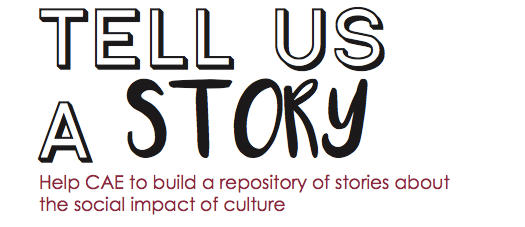 TELL US
A STORY
Help CAE to build a repository of stories about
the social impact of culture